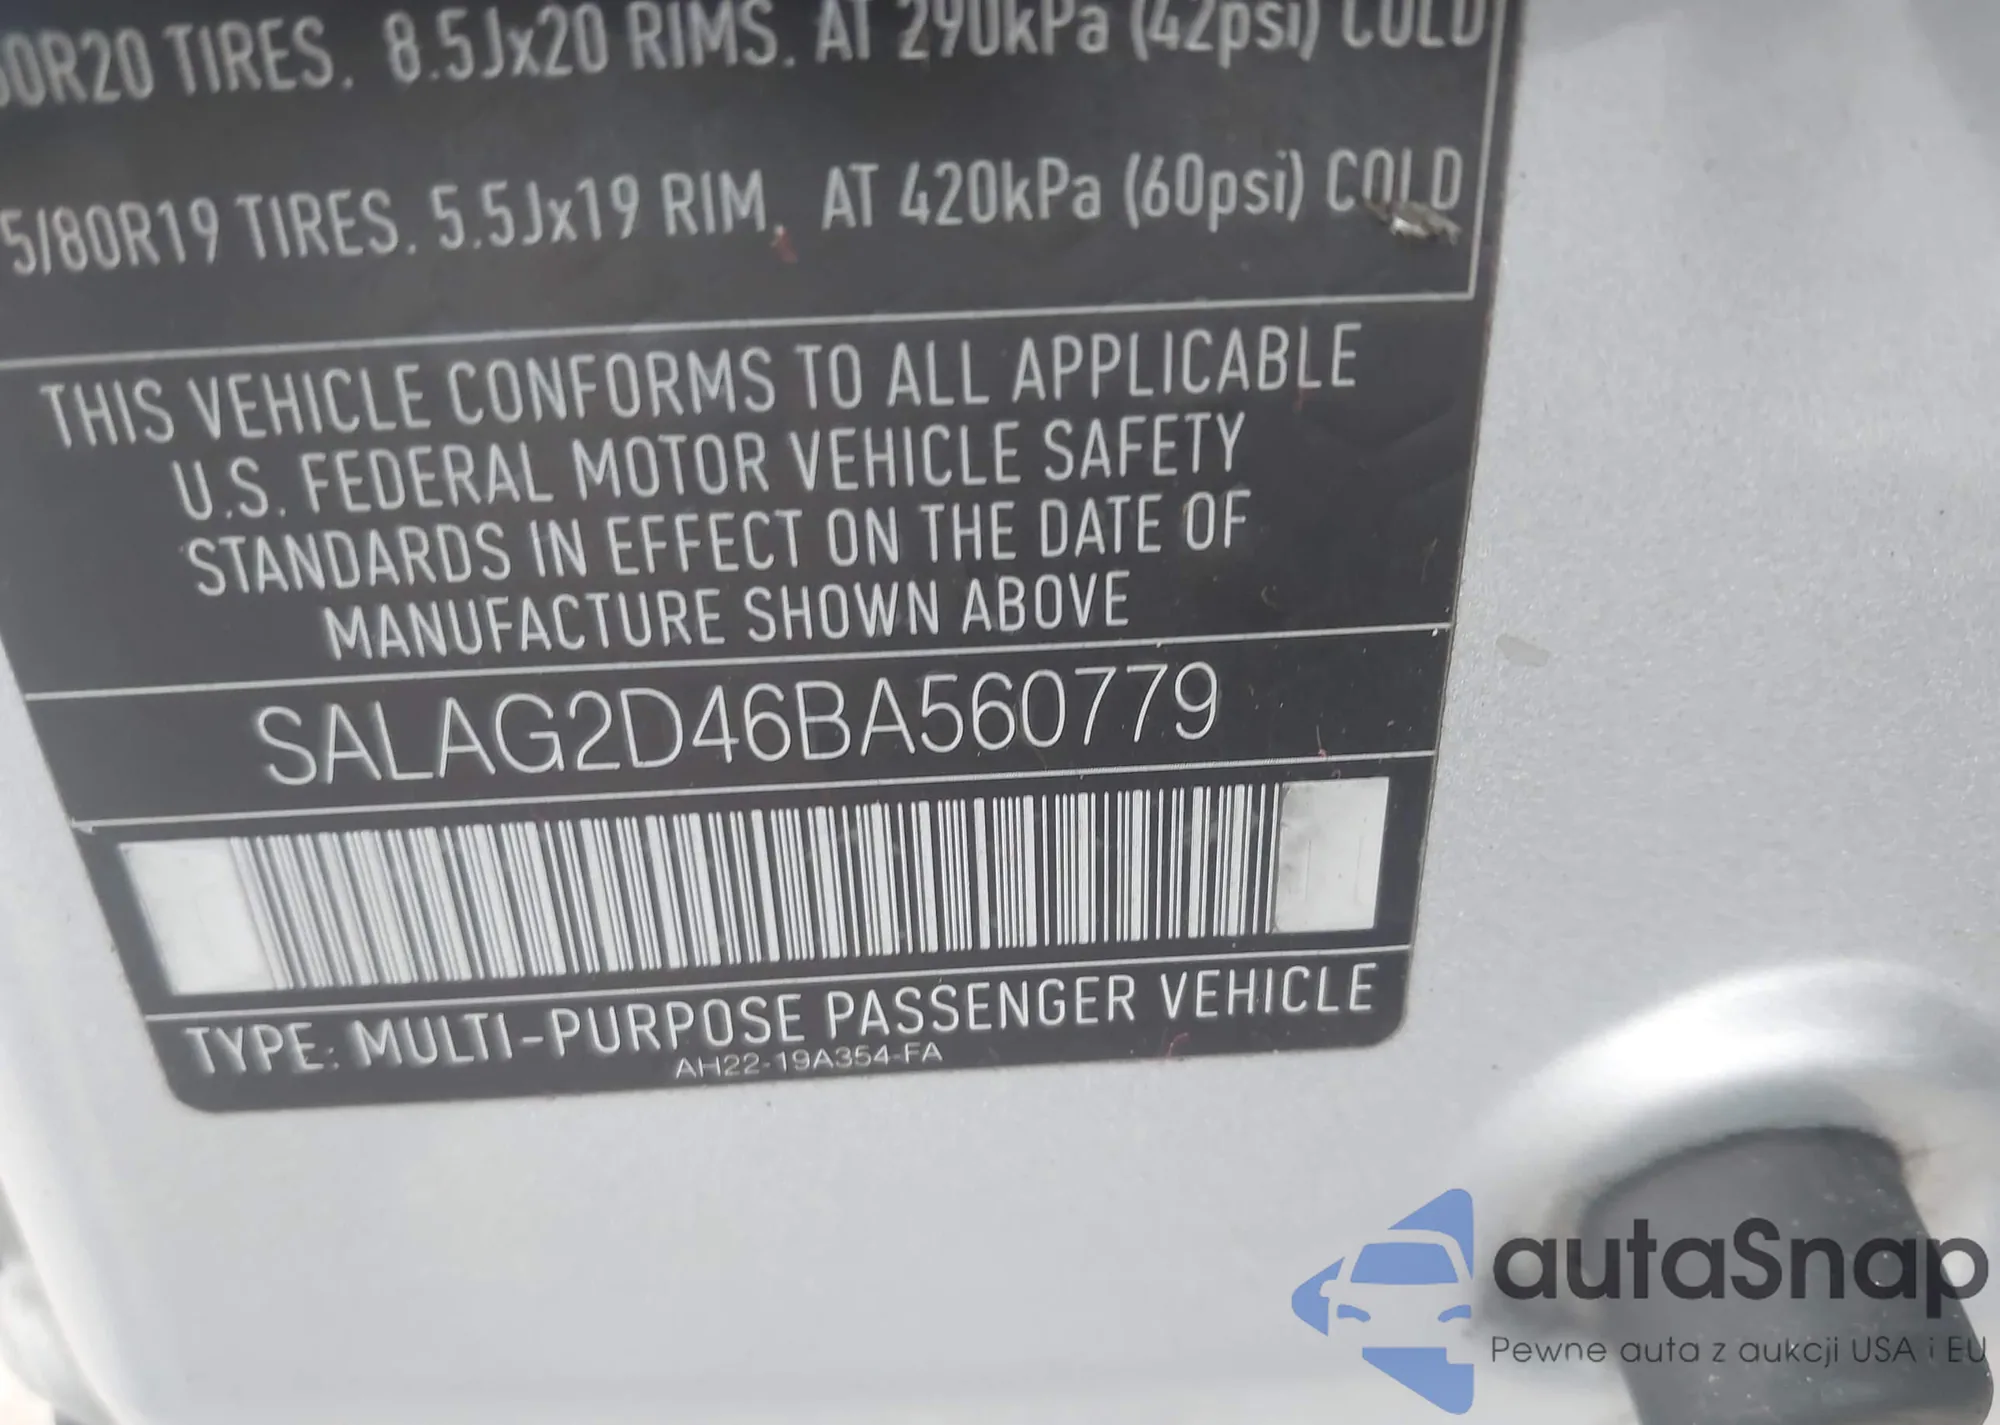 0R20 TIRES. 8.5Jx20 RIMS. AT 290kPa (42psi) COLD
5/80R19 TIRES. 5.5Jx19 RIM. AT 420kPa (60psi) COLD
THIS VEHICLE CONFORMS TO ALL APPLICABLE
U.S. FEDERAL MOTOR VEHICLE SAFETY
STANDARDS IN EFFECT ON THE DATE OF
MANUFACTURE SHOWN ABOVE
SALAG2D46BA560779
TYPE: MULTI-PURPOSE PASSENGER VEHICLE
AH22-19A354-FA
autaSnap
Pewne auta z aukcji USA i EU